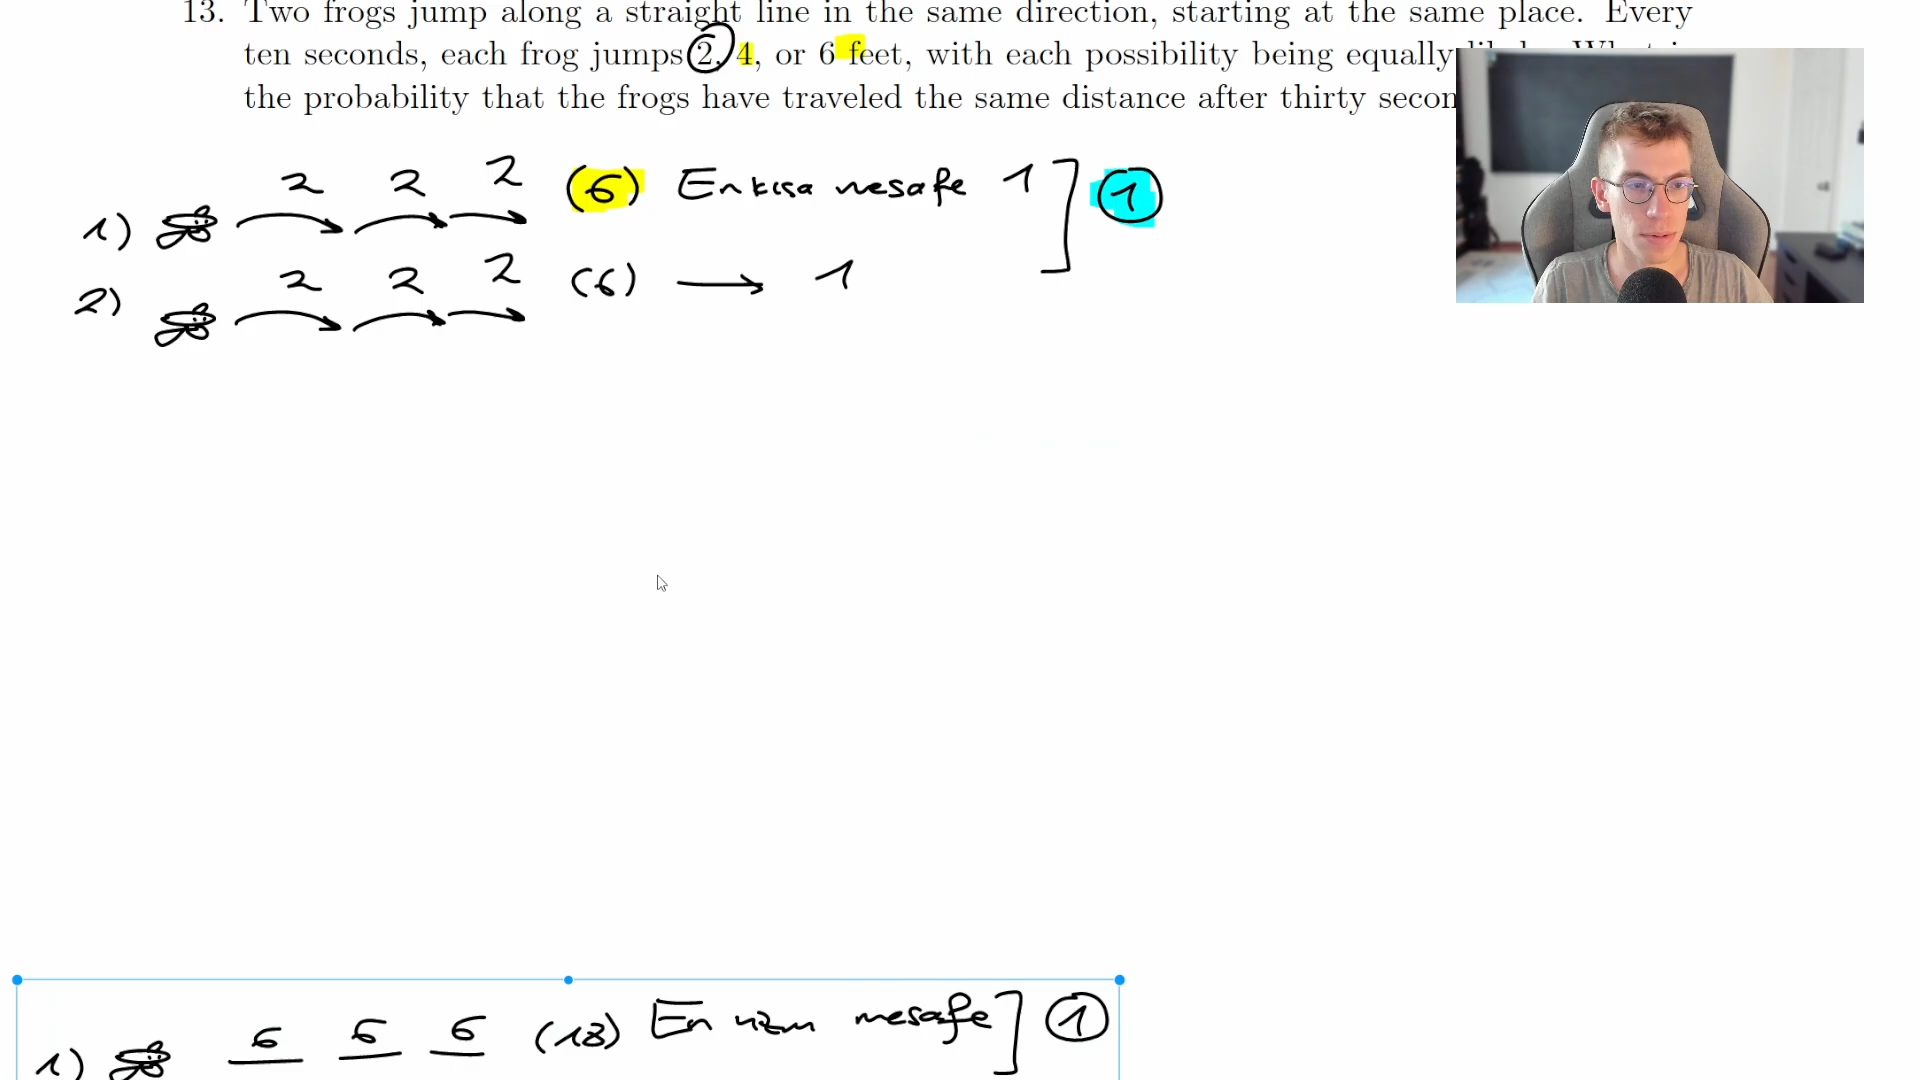 13. Two frogs jump along a straight line in the same direction, starting at the same place. Every
ten seconds, each frog jumps 2, 4, or 6 feet, with each possibility being equally
the probability that the frogs have traveled the same distance after thirty secon
2 2 2
1) (6) En kısa mesafe 1 ] 1
2 2 2
2) (6) → 1
6 6 6
1) (18) En uzun mesafe ] 1